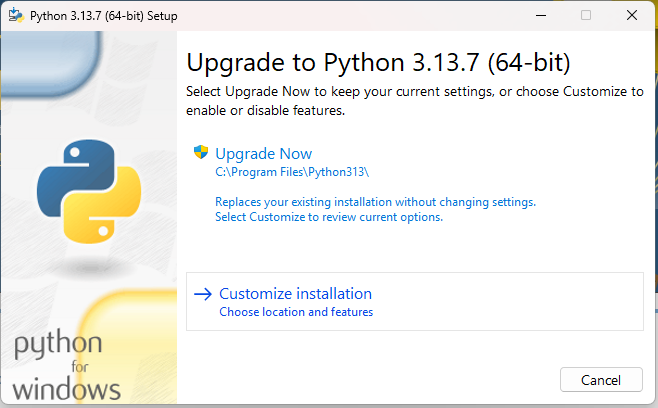 Python 3.13.7 (64-bit) Setup
Upgrade to Python 3.13.7 (64-bit)
Select Upgrade Now to keep your current settings, or choose Customize to
enable or disable features.
Upgrade Now
C:\Program Files\Python313\
Replaces your existing installation without changing settings.
Select Customize to review current options.
Customize installation
Choose location and features
python
for
windows
Cancel